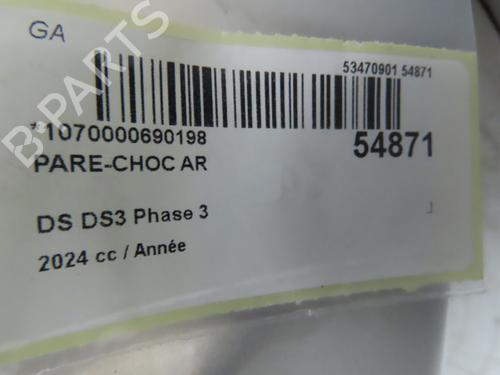 GA
53470901 54871
*1070000690198
54871
PARE-CHOC AR
DS DS3 Phase 3
2024 cc / Année
B-PARTS